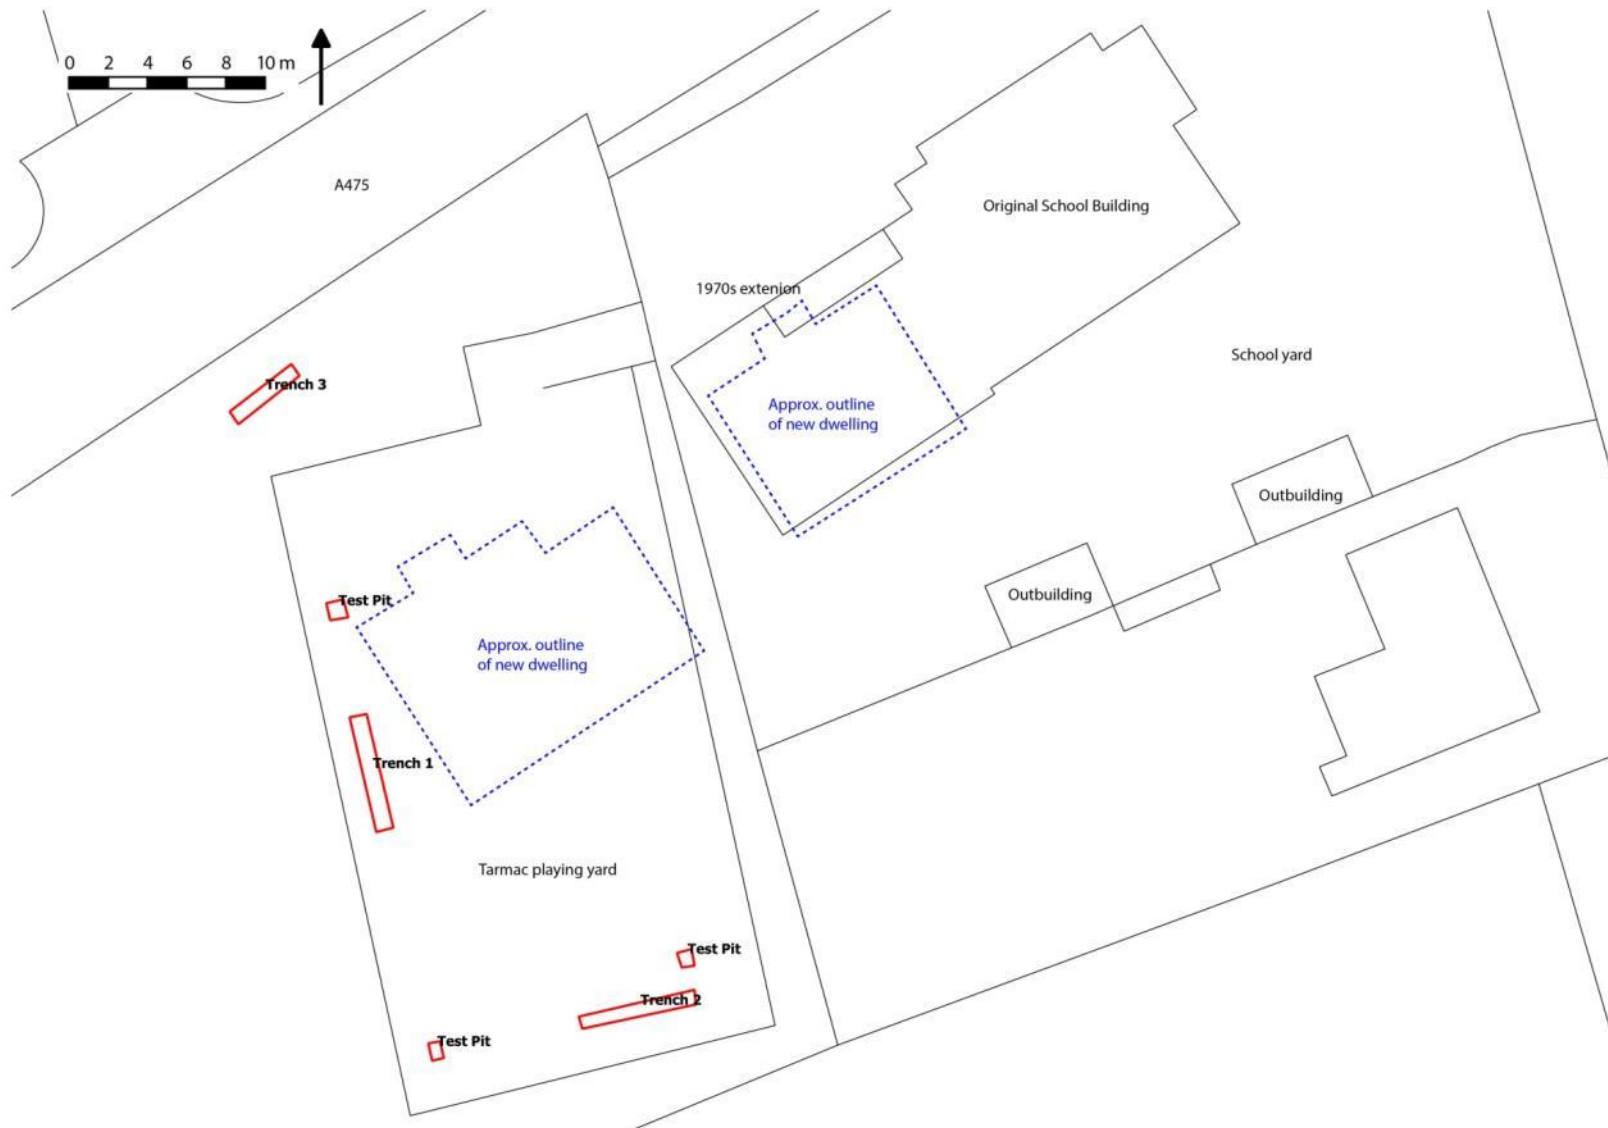 0 2 4 6 8 10 m
A475
Original School Building
1970s extenion
School yard
Trench 3
Approx. outline
of new dwelling
Outbuilding
Outbuilding
Test Pit
Approx. outline
of new dwelling
Trench 1
Tarmac playing yard
Test Pit
Trench 2
Test Pit